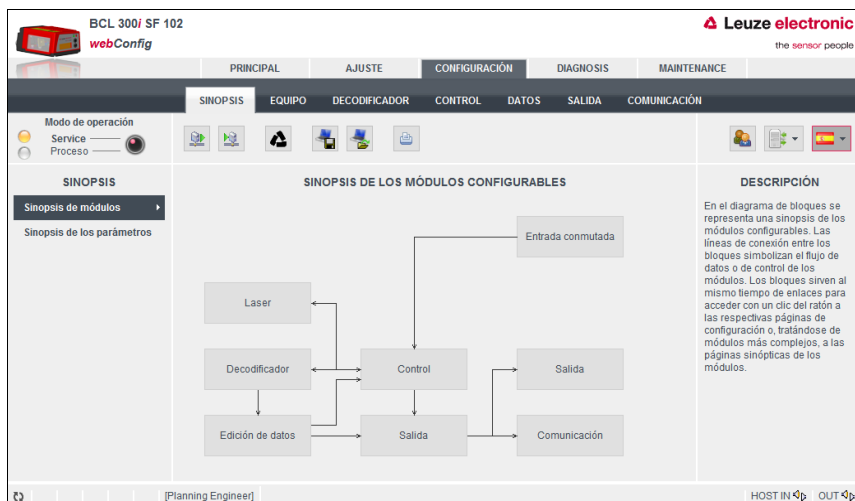 BCL 300i SF 102
webConfig
Leuze electronic
the sensor people
PRINCIPAL AJUSTE CONFIGURACIÓN DIAGNOSIS MAINTENANCE
SINOPSIS EQUIPO DECODIFICADOR CONTROL DATOS SALIDA COMUNICACIÓN
Modo de operación
Service
Proceso
SINOPSIS
Sinopsis de módulos
Sinopsis de los parámetros
SINOPSIS DE LOS MÓDULOS CONFIGURABLES
Entrada conmutada
Laser
Decodificador
Control
Salida
Edición de datos
Salida
Comunicación
DESCRIPCIÓN
En el diagrama de bloques se
representa una sinopsis de los
módulos configurables. Las
líneas de conexión entre los
bloques simbolizan el flujo de
datos o de control de los
módulos. Los bloques sirven al
mismo tiempo de enlaces para
acceder con un clic del ratón a
las respectivas páginas de
configuración o, tratándose de
módulos más complejos, a las
páginas sinópticas de los
módulos.
[Planning Engineer]
HOST IN OUT